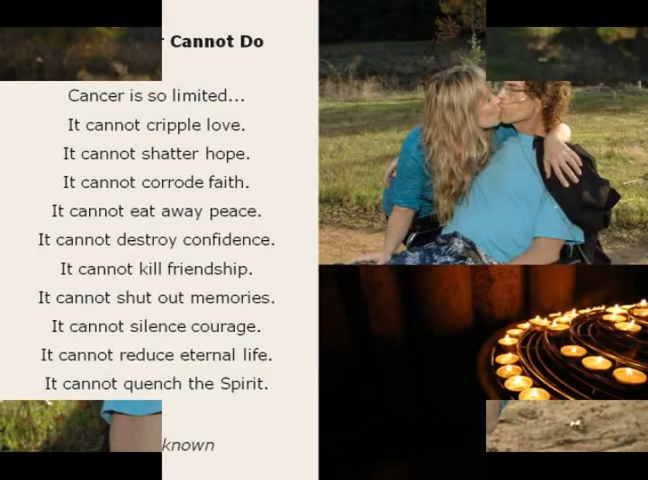 Cannot Do
Cancer is so limited...
It cannot cripple love.
It cannot shatter hope.
It cannot corrode faith.
It cannot eat away peace.
It cannot destroy confidence.
It cannot kill friendship.
It cannot shut out memories.
It cannot silence courage.
It cannot reduce eternal life.
It cannot quench the Spirit.
known